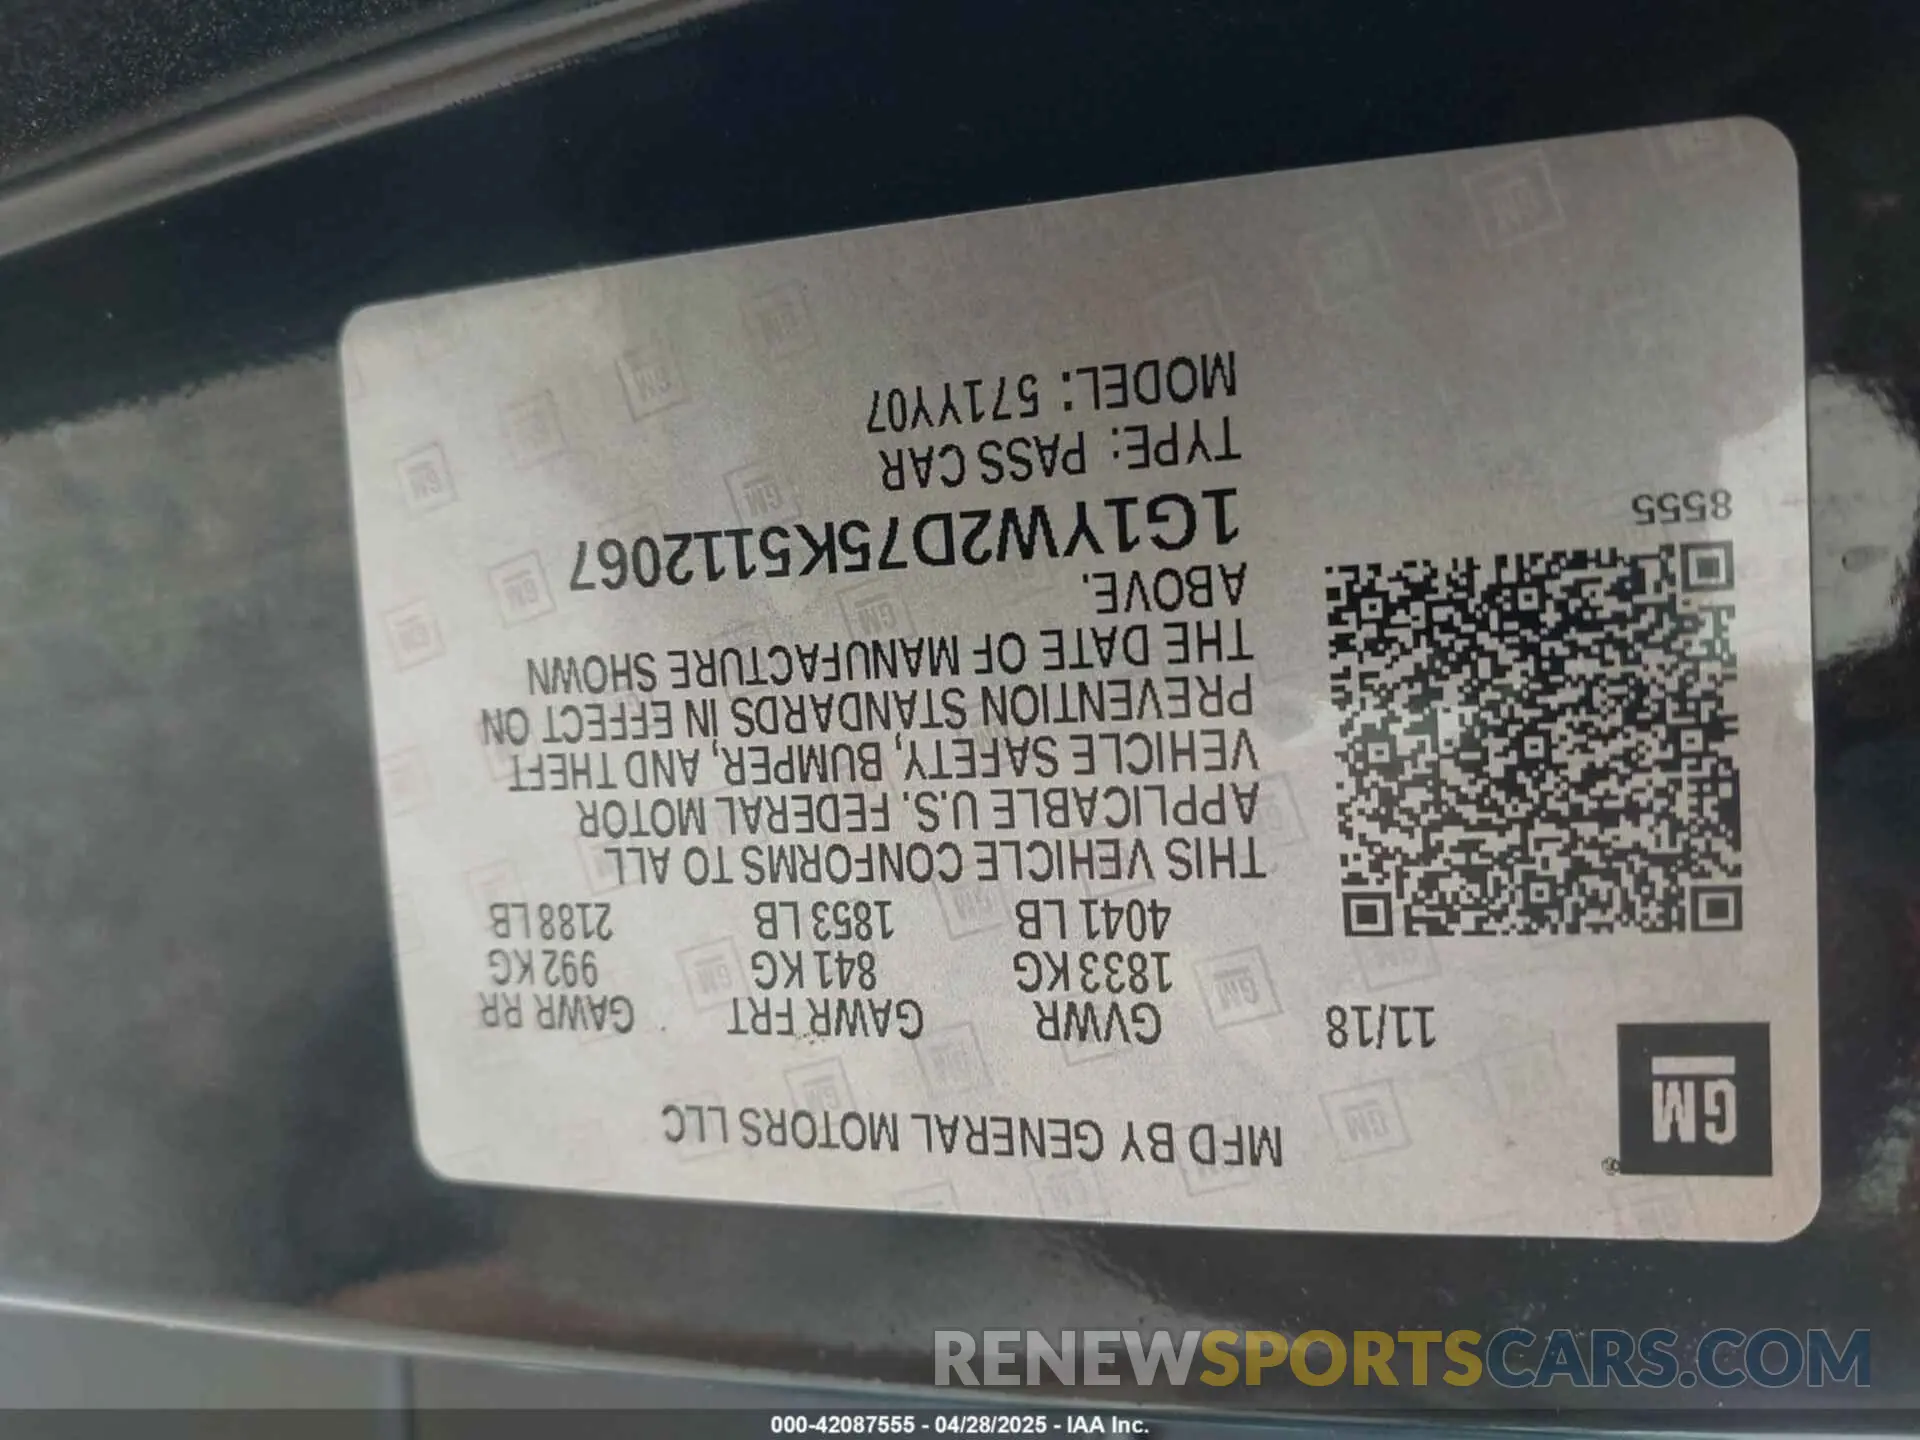 MFD BY GENERAL MOTORS LLC
GM
11/18
GVWR GAWR FRT GAWR RR
1833 KG 841 KG 992 KG
4041 LB 1853 LB 2188 LB
THIS VEHICLE CONFORMS TO ALL
APPLICABLE U.S. FEDERAL MOTOR
VEHICLE SAFETY, BUMPER, AND THEFT
PREVENTION STANDARDS IN EFFECT ON
THE DATE OF MANUFACTURE SHOWN
ABOVE.
1G1YW2D75K5112067
8555
TYPE: PASS CAR
MODEL: 571YY07
RENEWSPORTSCARS.COM
000-42087555 - 04/28/2025 - IAA Inc.